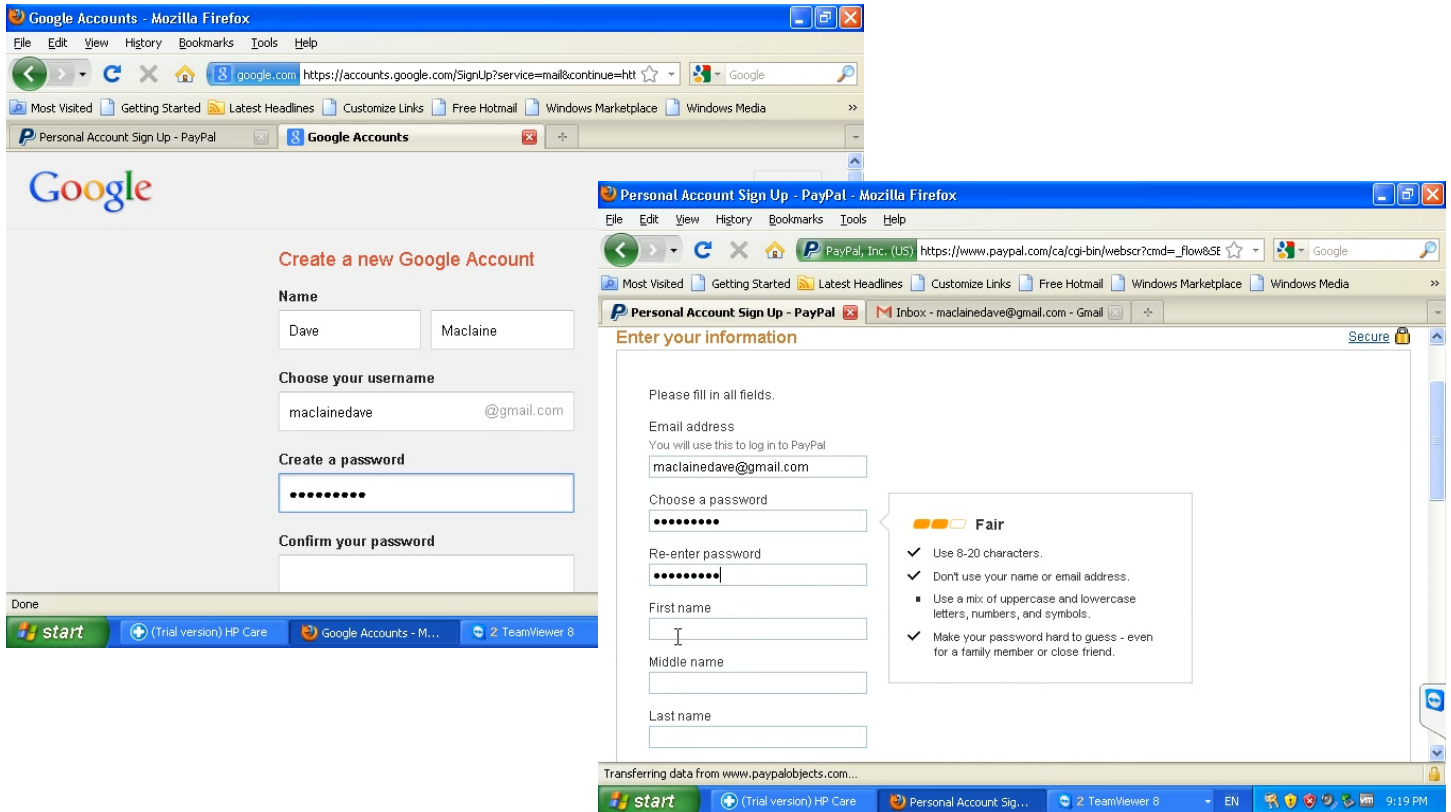 Google Accounts - Mozilla Firefox
File Edit View History Bookmarks Tools Help
google.com https://accounts.google.com/SignUp?service=mail&continue=htt Google
Most Visited Getting Started Latest Headlines Customize Links Free Hotmail Windows Marketplace Windows Media »
Personal Account Sign Up - PayPal Google Accounts
Google
Create a new Google Account
Name
Dave Maclaine
Choose your username
maclainedave @gmail.com
Create a password
•••••••••
Confirm your password
Done
start (Trial version) HP Care Google Accounts - M... 2 TeamViewer 8
Personal Account Sign Up - PayPal - Mozilla Firefox
File Edit View History Bookmarks Tools Help
PayPal, Inc. (US) https://www.paypal.com/ca/cgi-bin/webscr?cmd=_flow&SE Google
Most Visited Getting Started Latest Headlines Customize Links Free Hotmail Windows Marketplace Windows Media »
Personal Account Sign Up - PayPal Inbox - maclainedave@gmail.com - Gmail
Enter your information Secure
Please fill in all fields.
Email address
You will use this to log in to PayPal
maclainedave@gmail.com
Choose a password
•••••••••
Fair
Use 8-20 characters.
Don't use your name or email address.
Use a mix of uppercase and lowercase
letters, numbers, and symbols.
Make your password hard to guess - even
for a family member or close friend.
Re-enter password
•••••••••
First name
Middle name
Last name
Transferring data from www.paypalobjects.com...
start (Trial version) HP Care Personal Account Sig... 2 TeamViewer 8 EN 9:19 PM